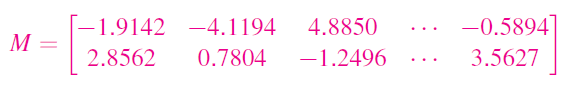 M = [−1.9142 −4.1194 4.8850 ⋯ −0.5894
2.8562 0.7804 −1.2496 ⋯ 3.5627]